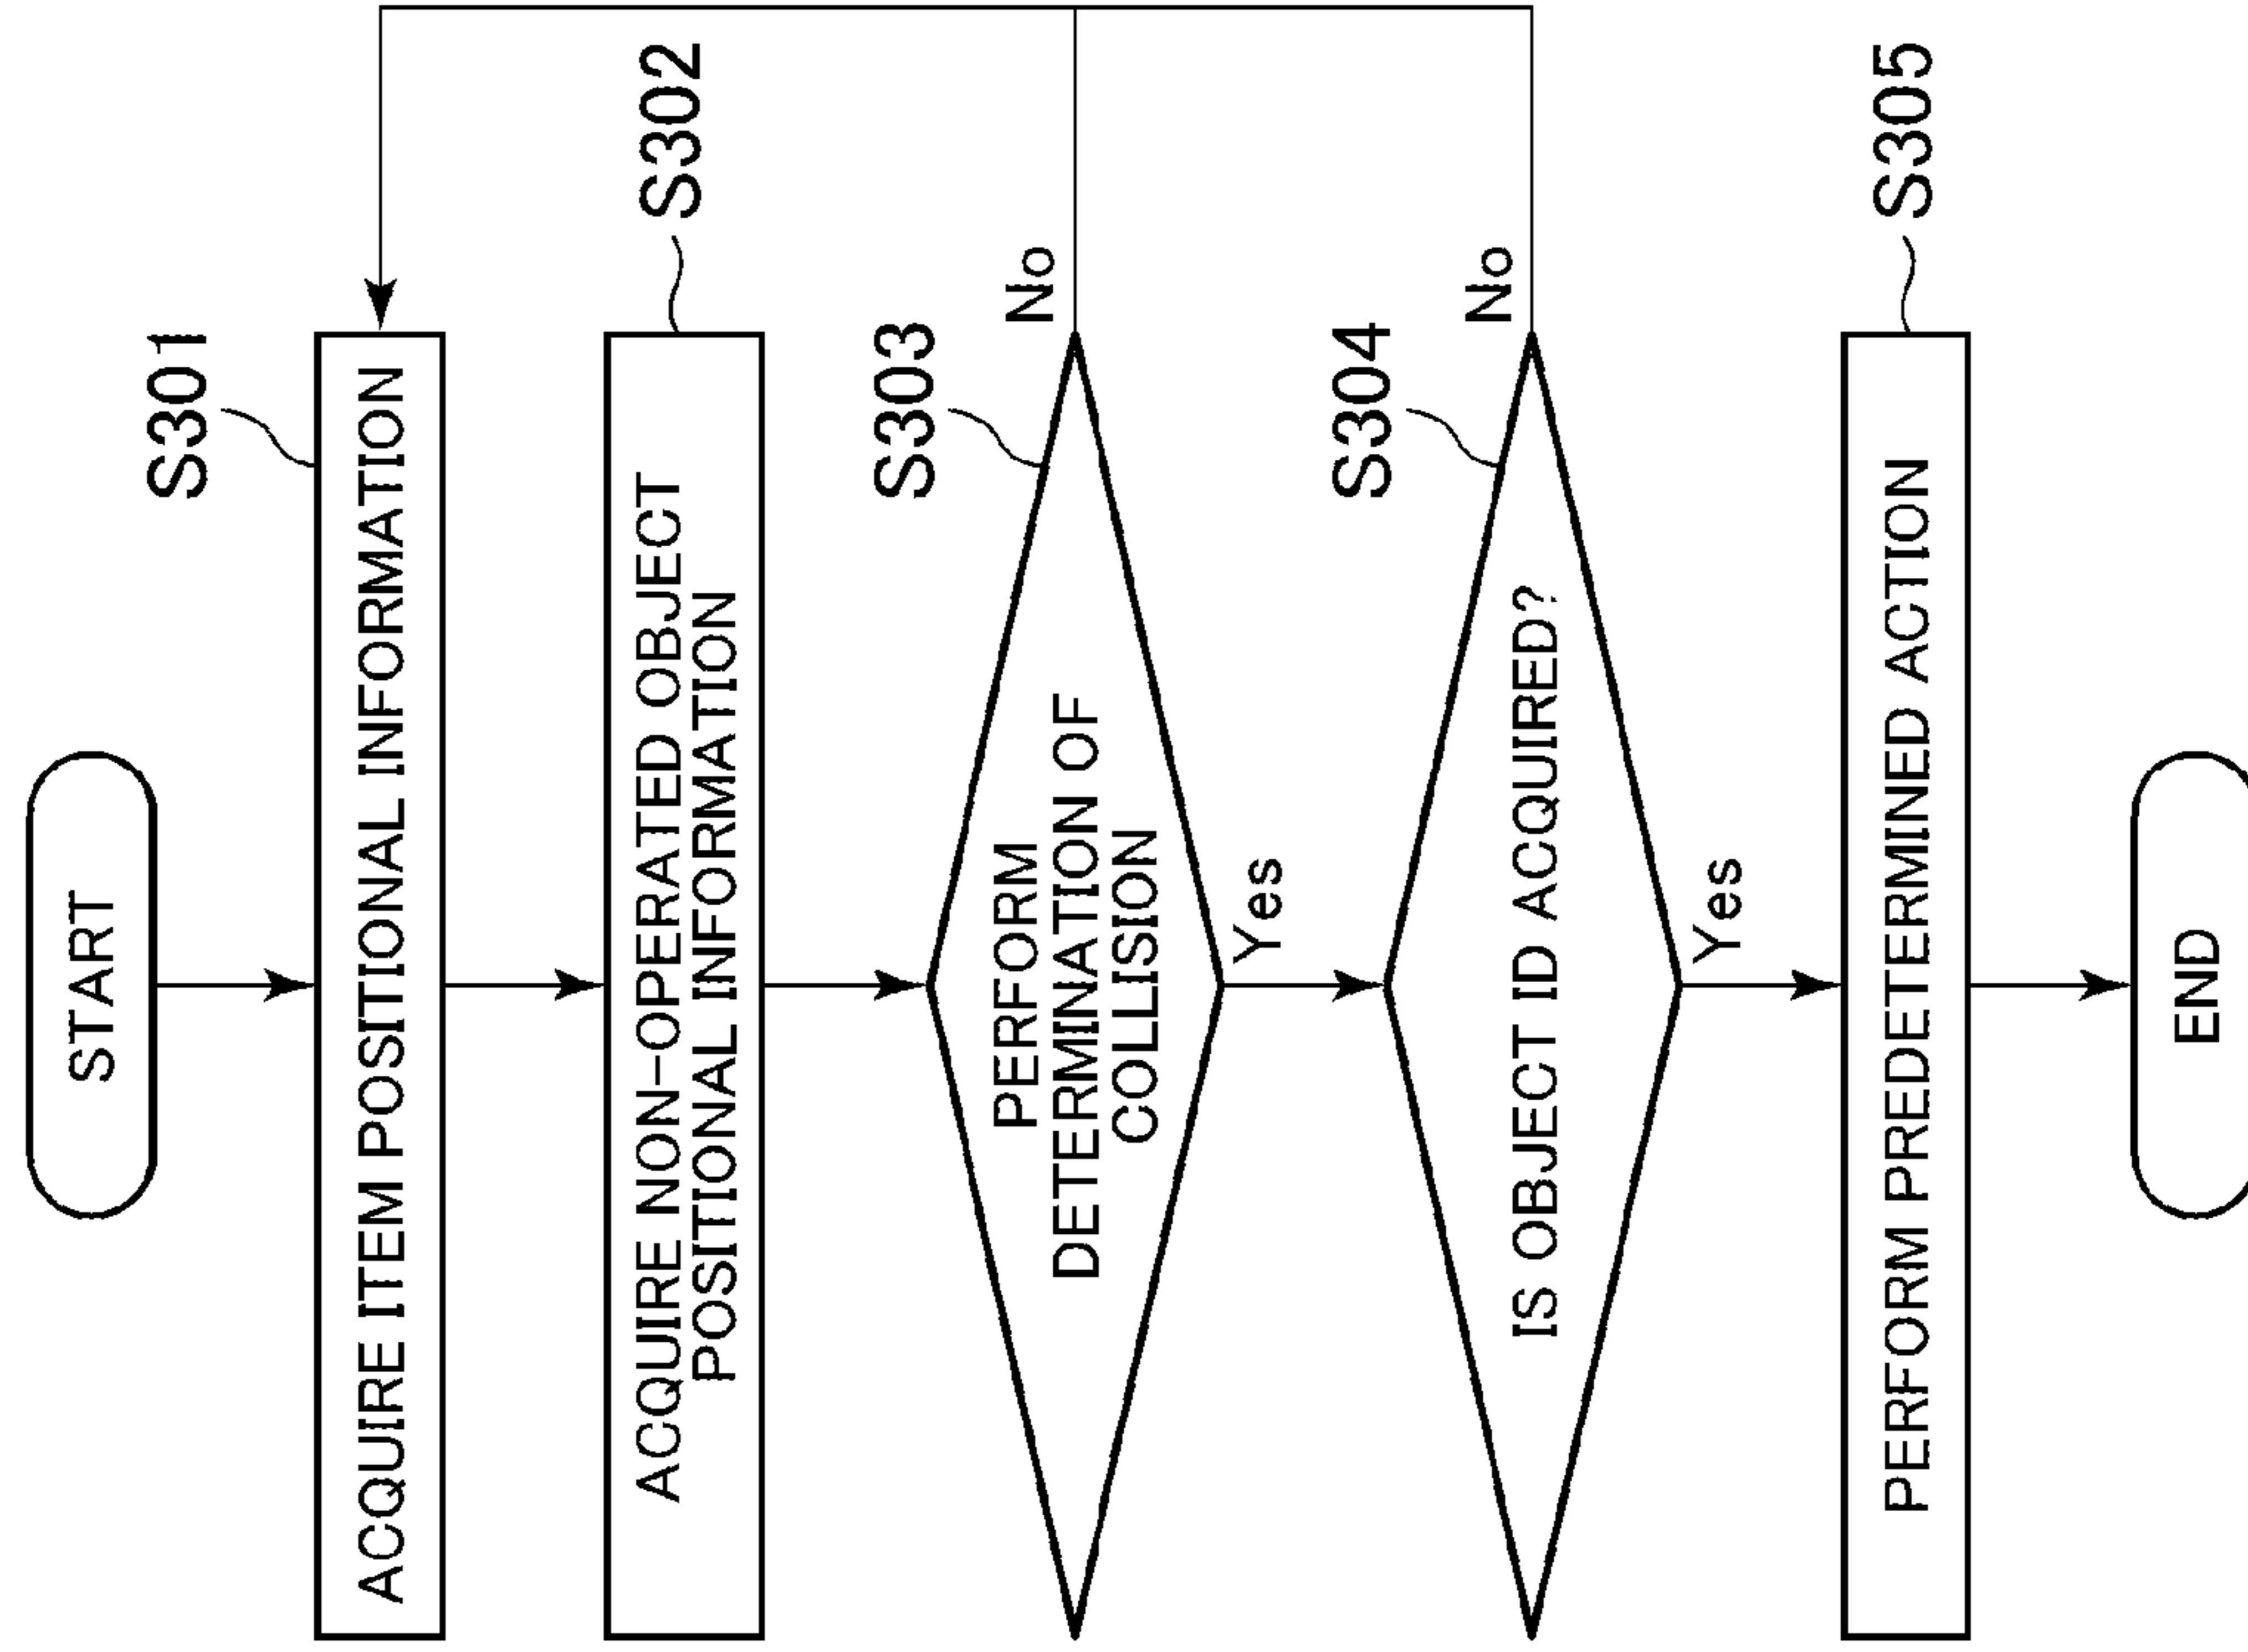 START
S301
ACQUIRE ITEM POSITIONAL INFORMATION
S302
ACQUIRE NON-OPERATED OBJECT
POSITIONAL INFORMATION
S303
PERFORM
DETERMINATION OF
COLLISION
No
Yes
S304
IS OBJECT ID ACQUIRED?
No
Yes
S305
PERFORM PREDETERMINED ACTION
END